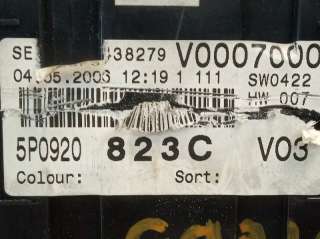 SE 38279 V0007000
04.05.2006 12:19 1 111 SW0422
HW 007
5P0920 823C V03
Colour: Sort: